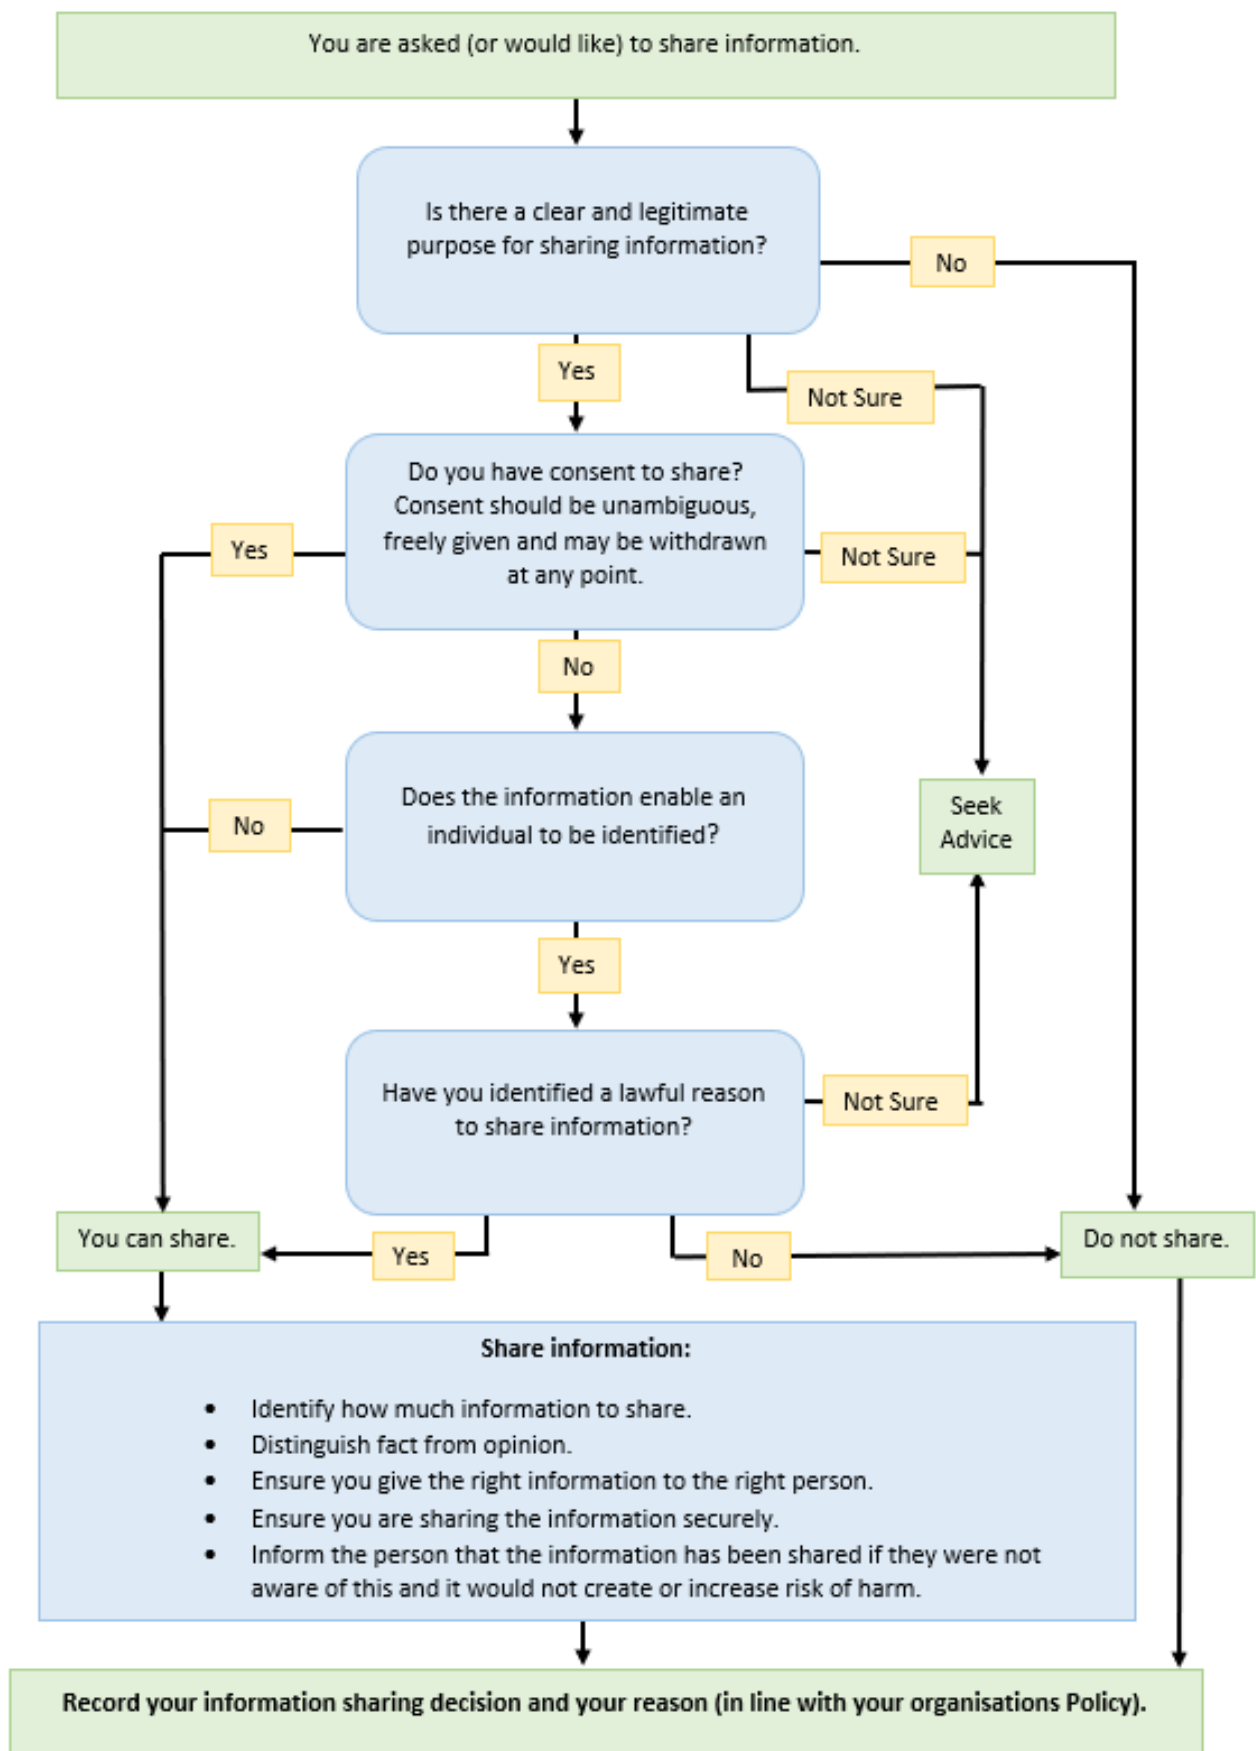 You are asked (or would like) to share information.
Is there a clear and legitimate
purpose for sharing information?
No
Yes
Not Sure
Do you have consent to share?
Consent should be unambiguous,
freely given and may be withdrawn
at any point.
Yes
Not Sure
No
Does the information enable an
individual to be identified?
No
Seek
Advice
Yes
Have you identified a lawful reason
to share information?
Not Sure
You can share.
Yes
No
Do not share.
Share information:
• Identify how much information to share.
• Distinguish fact from opinion.
• Ensure you give the right information to the right person.
• Ensure you are sharing the information securely.
• Inform the person that the information has been shared if they were not
aware of this and it would not create or increase risk of harm.
Record your information sharing decision and your reason (in line with your organisations Policy).